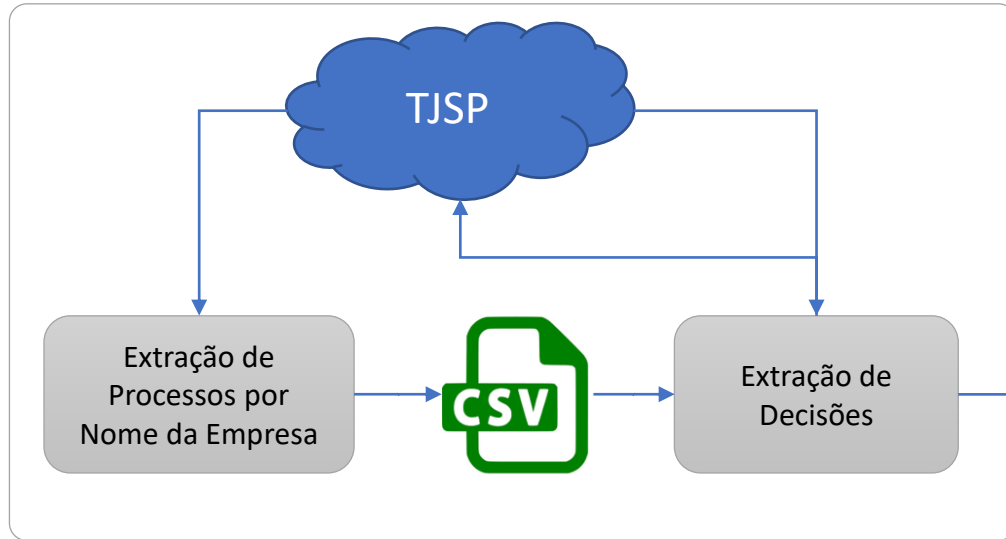 TJSP
Extração de
Processos por
Nome da Empresa
CSV
Extração de
Decisões